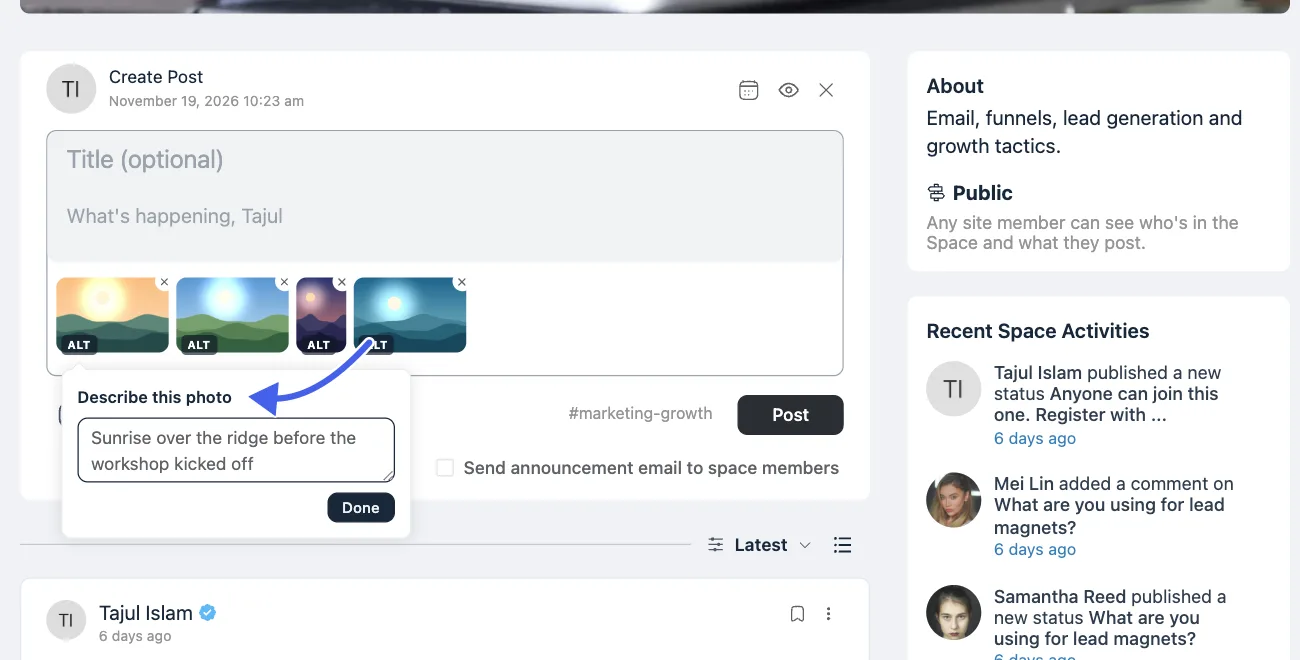 TI
Create Post
November 19, 2026 10:23 am
Title (optional)
What's happening, Tajul
ALT
ALT
ALT
ALT
Describe this photo
Sunrise over the ridge before the
workshop kicked off
Done
#marketing-growth
Post
Send announcement email to space members
Latest
TI
Tajul Islam
6 days ago
About
Email, funnels, lead generation and
growth tactics.
Public
Any site member can see who's in the
Space and what they post.
Recent Space Activities
TI
Tajul Islam published a new
status Anyone can join this
one. Register with ...
6 days ago
Mei Lin added a comment on
What are you using for lead
magnets?
6 days ago
Samantha Reed published a
new status What are you
using for lead magnets?
6 days ago